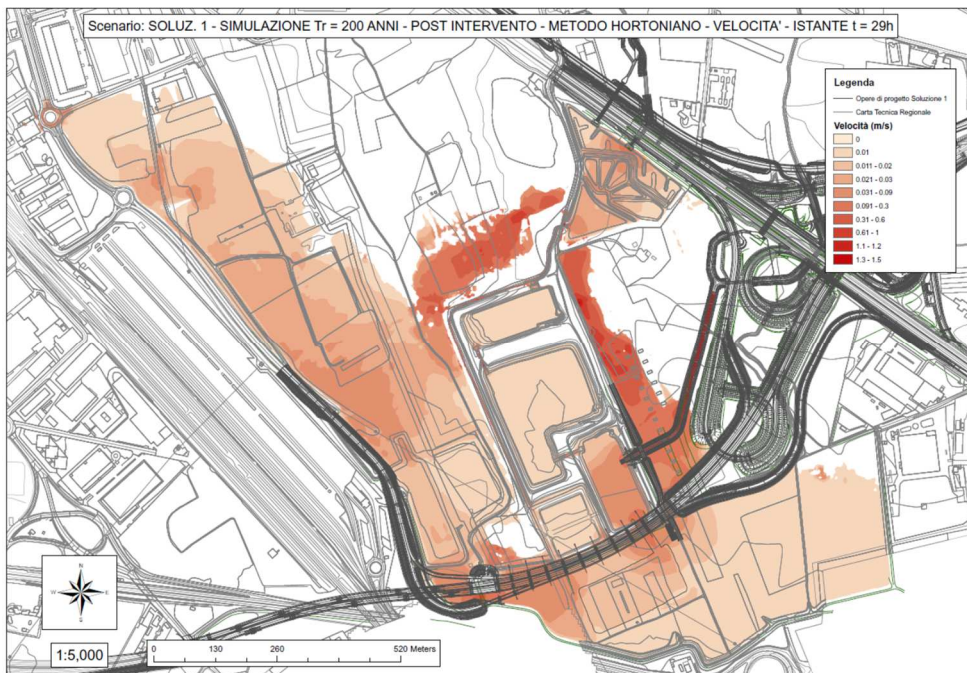 Scenario: SOLUZ. 1 - SIMULAZIONE Tr = 200 ANNI - POST INTERVENTO - METODO HORTONIANO - VELOCITA' - ISTANTE t = 29h
Legenda
Opere di progetto Soluzione 1
Carta Tecnica Regionale
Velocità (m/s)
0
0.01
0.011 - 0.02
0.021 - 0.03
0.031 - 0.09
0.091 - 0.3
0.31 - 0.6
0.61 - 1
1.1 - 1.2
1.3 - 1.5
N
W E
S
1:5,000
0 130 260 520 Meters